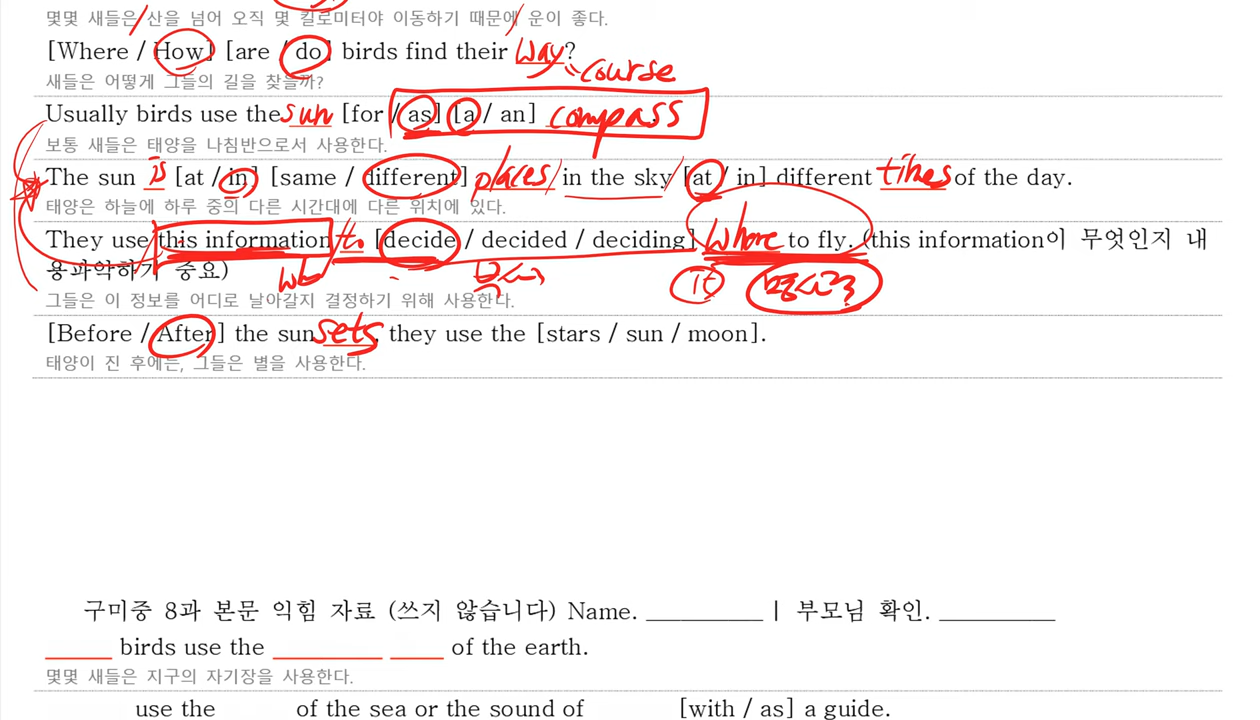 몇몇 새들은 산을 넘어 오직 몇 킬로미터야 이동하기 때문에 운이 좋다.
[Where / How] [are / do] birds find their way?
course
새들은 어떻게 그들의 길을 찾을까?
Usually birds use the sun [for / as] [a / an] compass
보통 새들은 태양을 나침반으로서 사용한다.
The sun is [at / in] [same / different] places in the sky [at / in] different times of the day.
태양은 하늘에 하루 중의 다른 시간대에 다른 위치에 있다.
They use this information to [decide / decided / deciding] where to fly. (this information이 무엇인지 내
용파악하기 중요)
그들은 이 정보를 어디로 날아갈지 결정하기 위해 사용한다.
[Before / After] the sun sets, they use the [stars / sun / moon].
태양이 진 후에는, 그들은 별을 사용한다.
구미중 8과 본문 익힘 자료 (쓰지 않습니다) Name. __________ | 부모님 확인. __________
birds use the of the earth.
몇몇 새들은 지구의 자기장을 사용한다.
use the of the sea or the sound of [with / as] a guide.